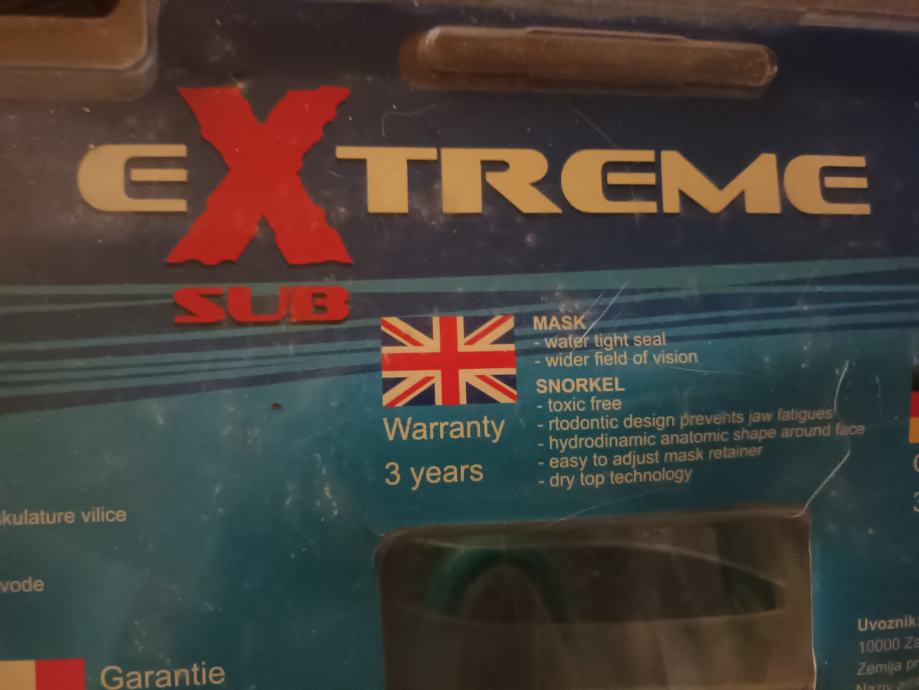 eXTREME
SUB
MASK
- water tight seal
- wider field of vision
SNORKEL
- toxic free
- rtodontic design prevents jaw fatigues
- hydrodinamic anatomic shape around face
- easy to adjust mask retainer
- dry top technology
Warranty
3 years
kulature vilice
vode
Garantie
Uvoznik.
10000 Za
Zemlja pr